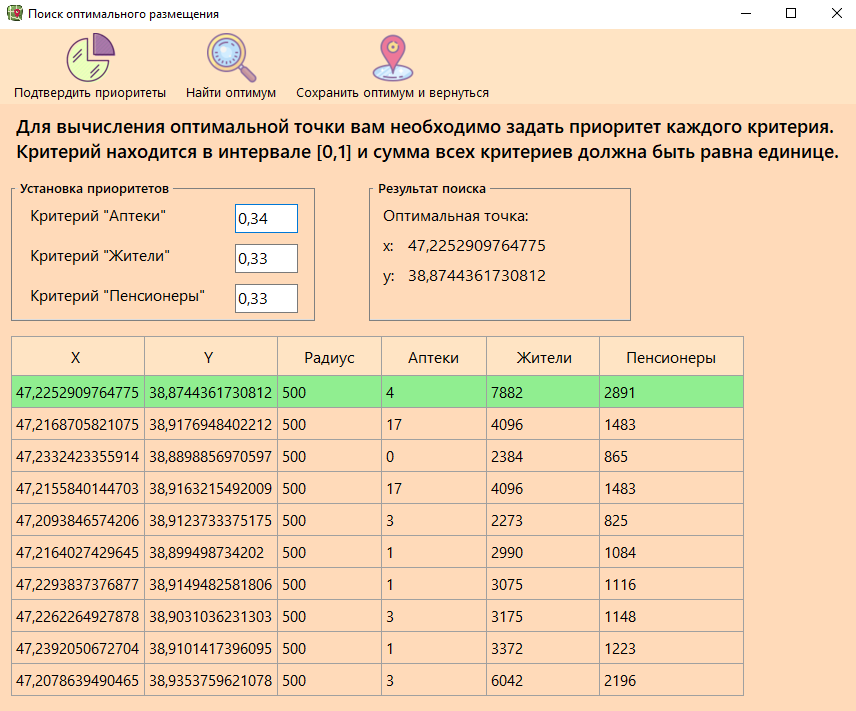 Поиск оптимального размещения
Подтвердить приоритеты Найти оптимум Сохранить оптимум и вернуться
Для вычисления оптимальной точки вам необходимо задать приоритет каждого критерия.
Критерий находится в интервале [0,1] и сумма всех критериев должна быть равна единице.
Установка приоритетов
Критерий "Аптеки" 0,34
Критерий "Жители" 0,33
Критерий "Пенсионеры" 0,33
Результат поиска
Оптимальная точка:
x: 47,2252909764775
y: 38,8744361730812
X Y Радиус Аптеки Жители Пенсионеры
47,2252909764775 38,8744361730812 500 4 7882 2891
47,2168705821075 38,9176948402212 500 17 4096 1483
47,2332423355914 38,8898856970597 500 0 2384 865
47,2155840144703 38,9163215492009 500 17 4096 1483
47,2093846574206 38,9123733375175 500 3 2273 825
47,2164027429645 38,899498734202 500 1 2990 1084
47,2293837376877 38,9149482581806 500 1 3075 1116
47,2262264927878 38,9031036231303 500 3 3175 1148
47,2392050672704 38,9101417396095 500 1 3372 1223
47,2078639490465 38,9353759621078 500 3 6042 2196